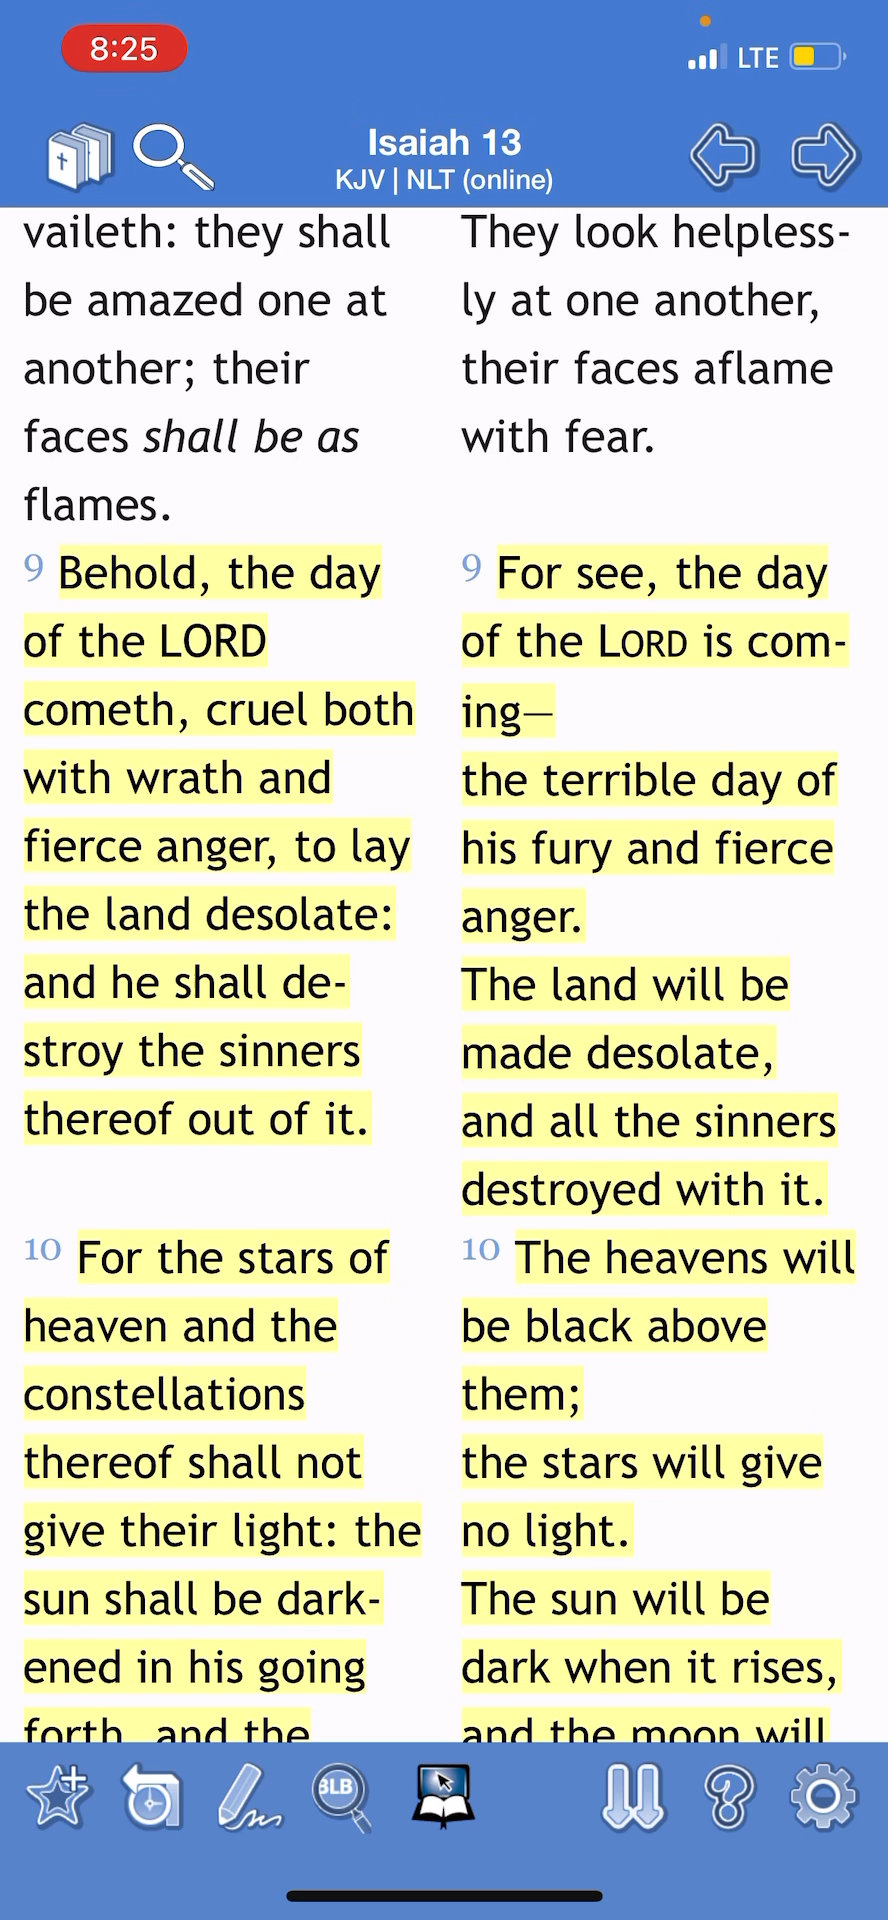 8:25
LTE
Isaiah 13
KJV | NLT (online)
vaileth: they shall
be amazed one at
another; their
faces shall be as
flames.
9 Behold, the day
of the LORD
cometh, cruel both
with wrath and
fierce anger, to lay
the land desolate:
and he shall de-
stroy the sinners
thereof out of it.
10 For the stars of
heaven and the
constellations
thereof shall not
give their light: the
sun shall be dark-
ened in his going
forth, and the
They look helpless-
ly at one another,
their faces aflame
with fear.
9 For see, the day
of the LORD is com-
ing—
the terrible day of
his fury and fierce
anger.
The land will be
made desolate,
and all the sinners
destroyed with it.
10 The heavens will
be black above
them;
the stars will give
no light.
The sun will be
dark when it rises,
and the moon will
BLB